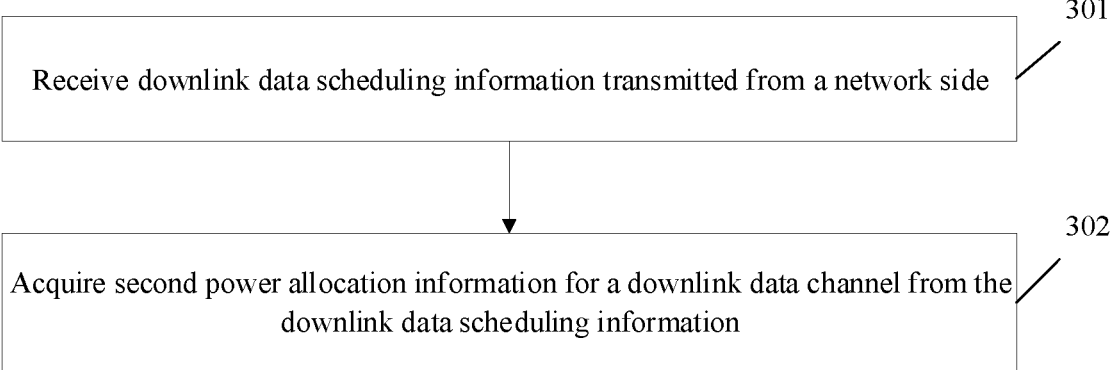 301
Receive downlink data scheduling information transmitted from a network side
302
Acquire second power allocation information for a downlink data channel from the
downlink data scheduling information